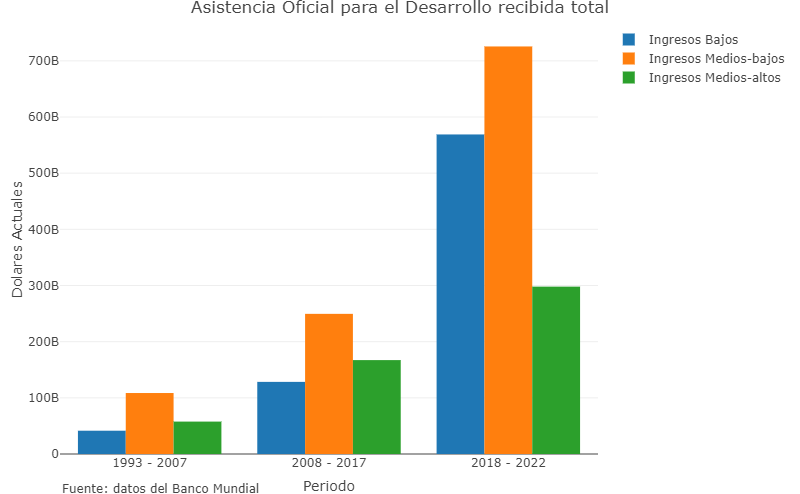 Asistencia Oficial para el Desarrollo recibida total
Ingresos Bajos
Ingresos Medios-bajos
Ingresos Medios-altos
Dolares Actuales
700B
600B
500B
400B
300B
200B
100B
0
1993 - 2007
2008 - 2017
2018 - 2022
Periodo
Fuente: datos del Banco Mundial